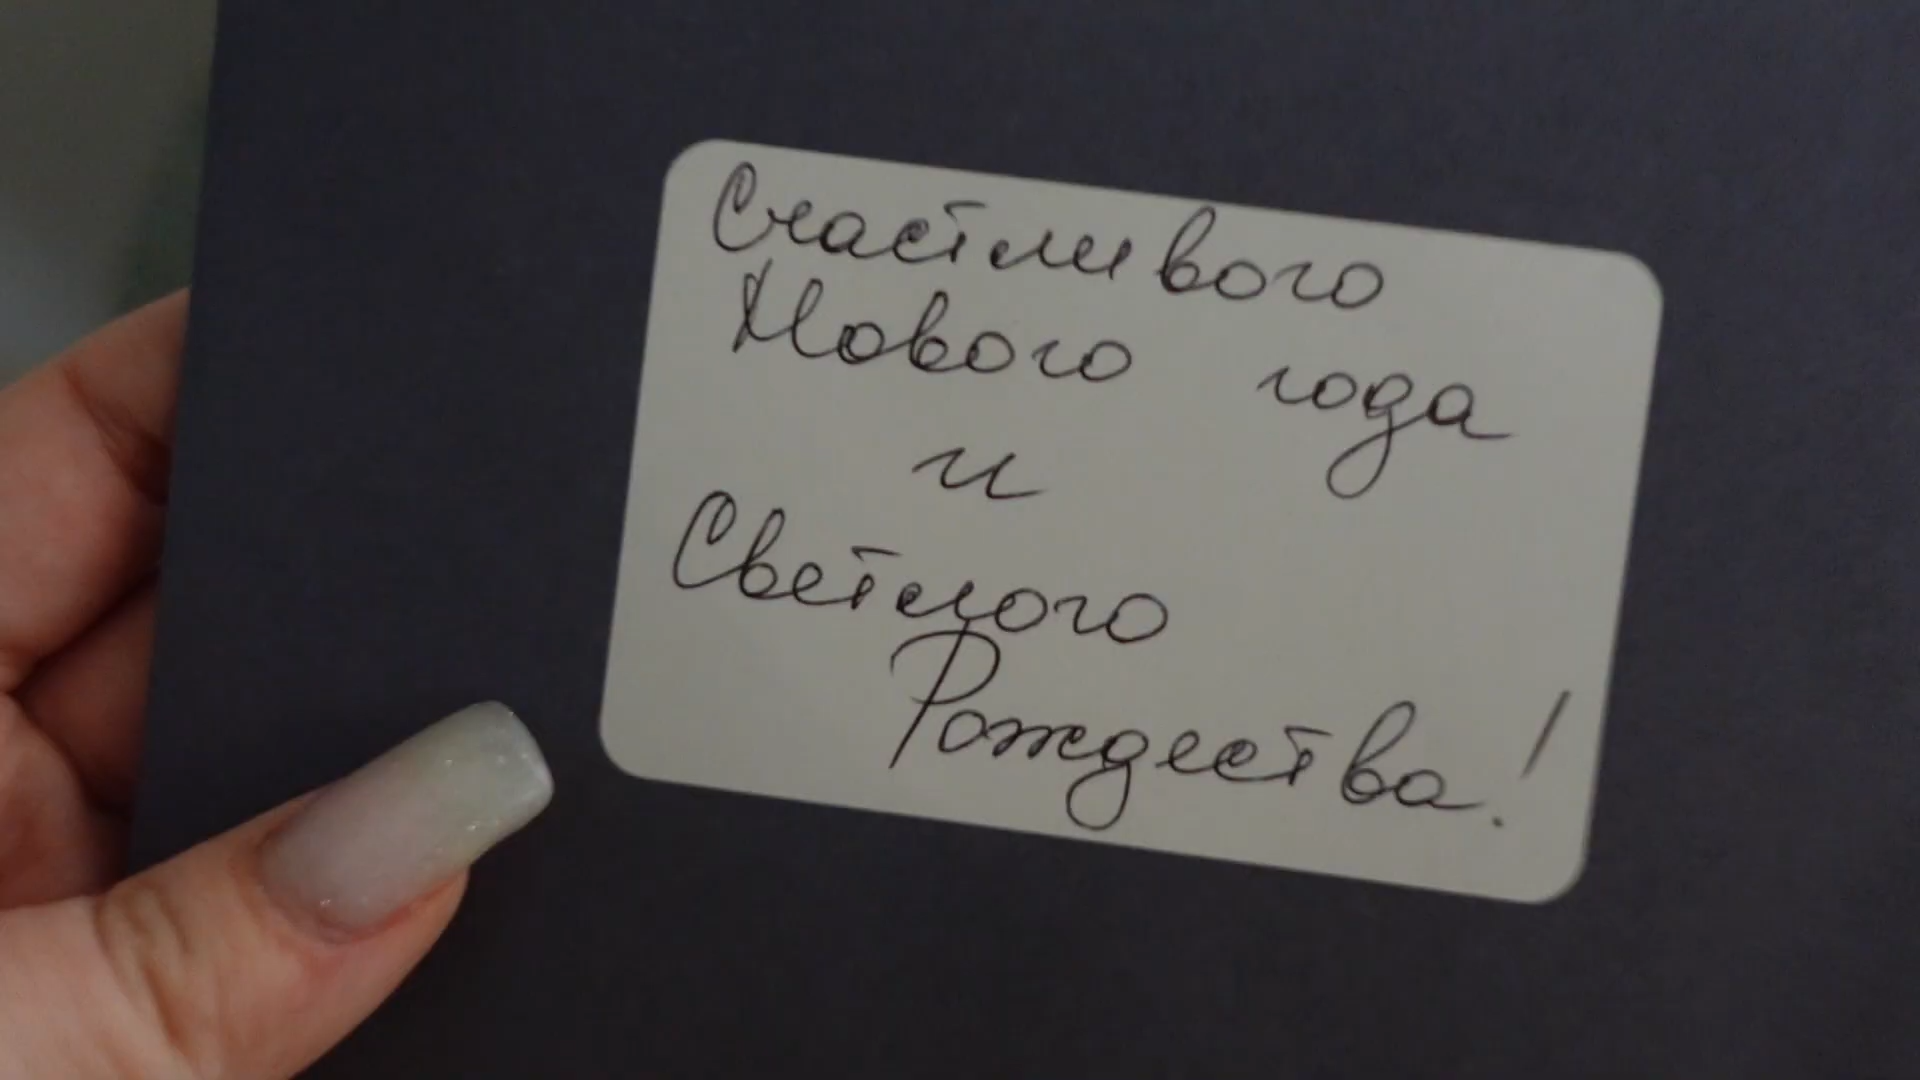 Счастливого
Нового года
и
Светлого
Рождества!